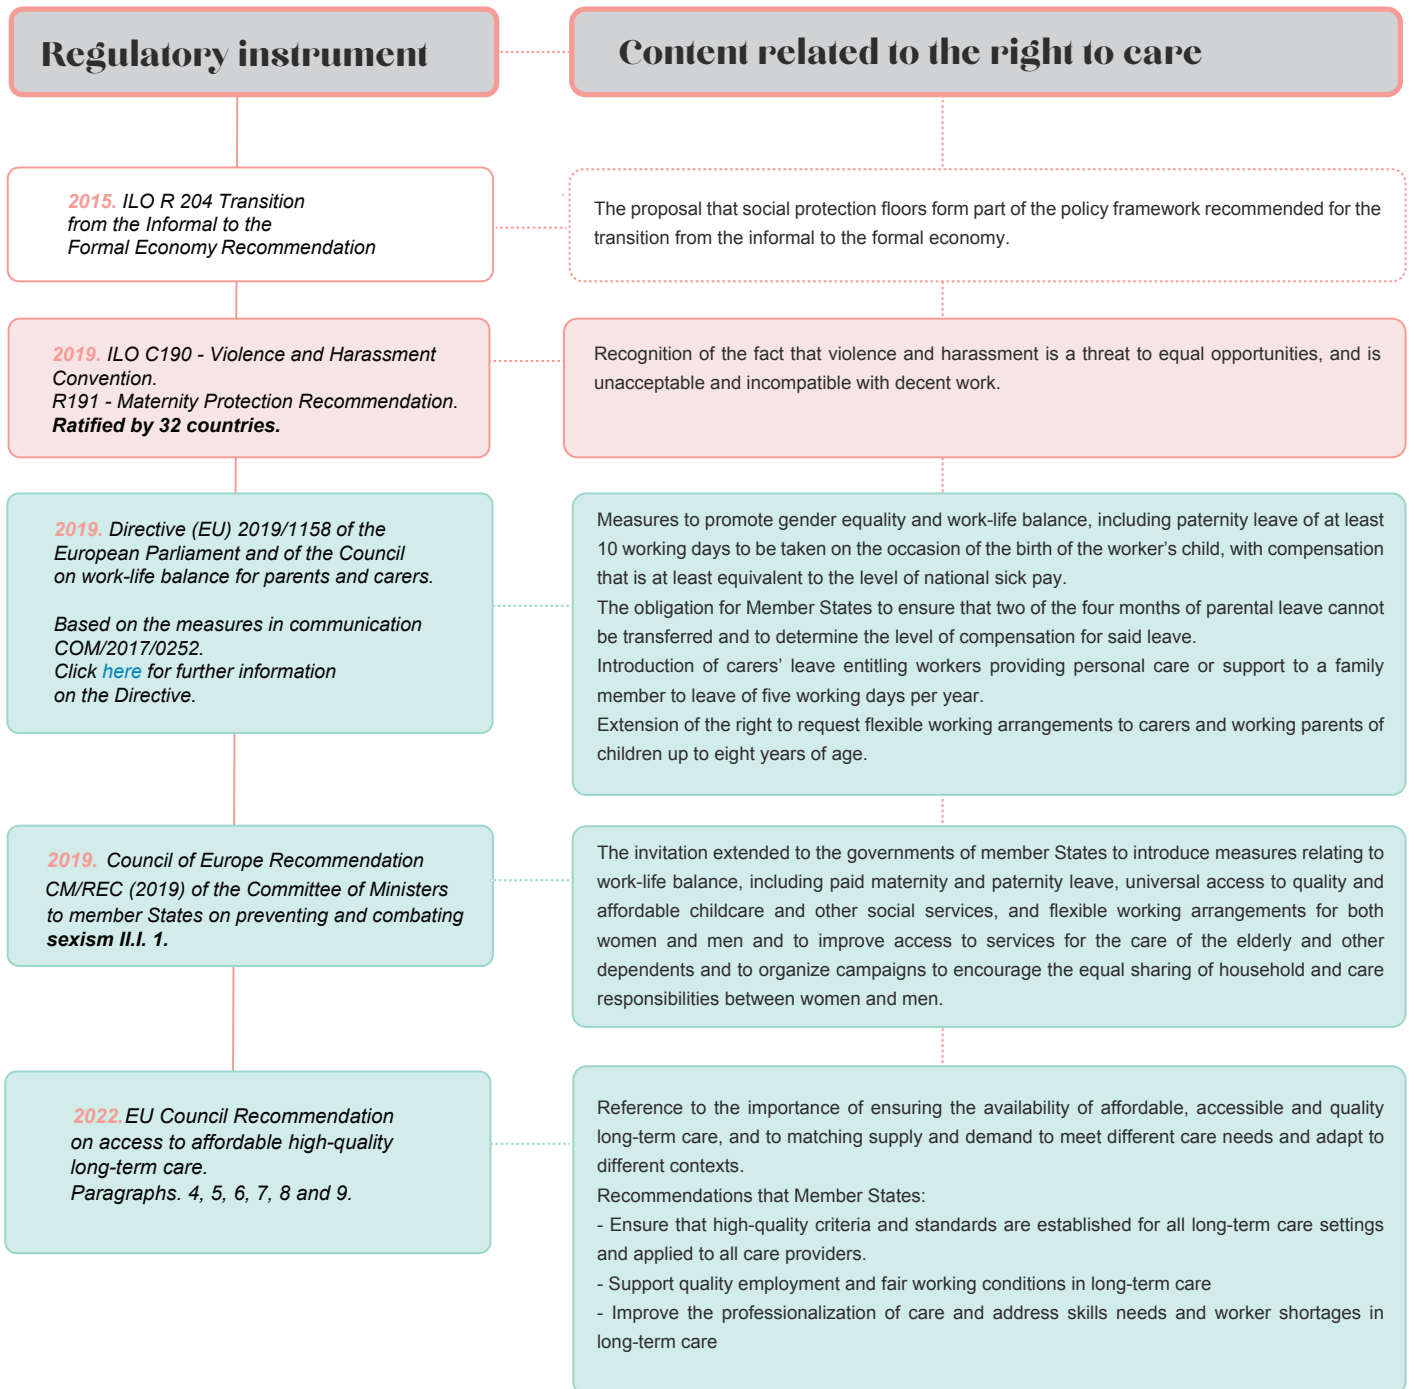 Regulatory instrument
Content related to the right to care
2015. ILO R 204 Transition
from the Informal to the
Formal Economy Recommendation
The proposal that social protection floors form part of the policy framework recommended for the
transition from the informal to the formal economy.
2019. ILO C190 - Violence and Harassment
Convention.
R191 - Maternity Protection Recommendation.
Ratified by 32 countries.
Recognition of the fact that violence and harassment is a threat to equal opportunities, and is
unacceptable and incompatible with decent work.
2019. Directive (EU) 2019/1158 of the
European Parliament and of the Council
on work-life balance for parents and carers.
Based on the measures in communication
COM/2017/0252.
Click here for further information
on the Directive.
Measures to promote gender equality and work-life balance, including paternity leave of at least
10 working days to be taken on the occasion of the birth of the worker’s child, with compensation
that is at least equivalent to the level of national sick pay.
The obligation for Member States to ensure that two of the four months of parental leave cannot
be transferred and to determine the level of compensation for said leave.
Introduction of carers’ leave entitling workers providing personal care or support to a family
member to leave of five working days per year.
Extension of the right to request flexible working arrangements to carers and working parents of
children up to eight years of age.
2019. Council of Europe Recommendation
CM/REC (2019) of the Committee of Ministers
to member States on preventing and combating
sexism II.I. 1.
The invitation extended to the governments of member States to introduce measures relating to
work-life balance, including paid maternity and paternity leave, universal access to quality and
affordable childcare and other social services, and flexible working arrangements for both
women and men and to improve access to services for the care of the elderly and other
dependents and to organize campaigns to encourage the equal sharing of household and care
responsibilities between women and men.
2022. EU Council Recommendation
on access to affordable high-quality
long-term care.
Paragraphs. 4, 5, 6, 7, 8 and 9.
Reference to the importance of ensuring the availability of affordable, accessible and quality
long-term care, and to matching supply and demand to meet different care needs and adapt to
different contexts.
Recommendations that Member States:
- Ensure that high-quality criteria and standards are established for all long-term care settings
and applied to all care providers.
- Support quality employment and fair working conditions in long-term care
- Improve the professionalization of care and address skills needs and worker shortages in
long-term care